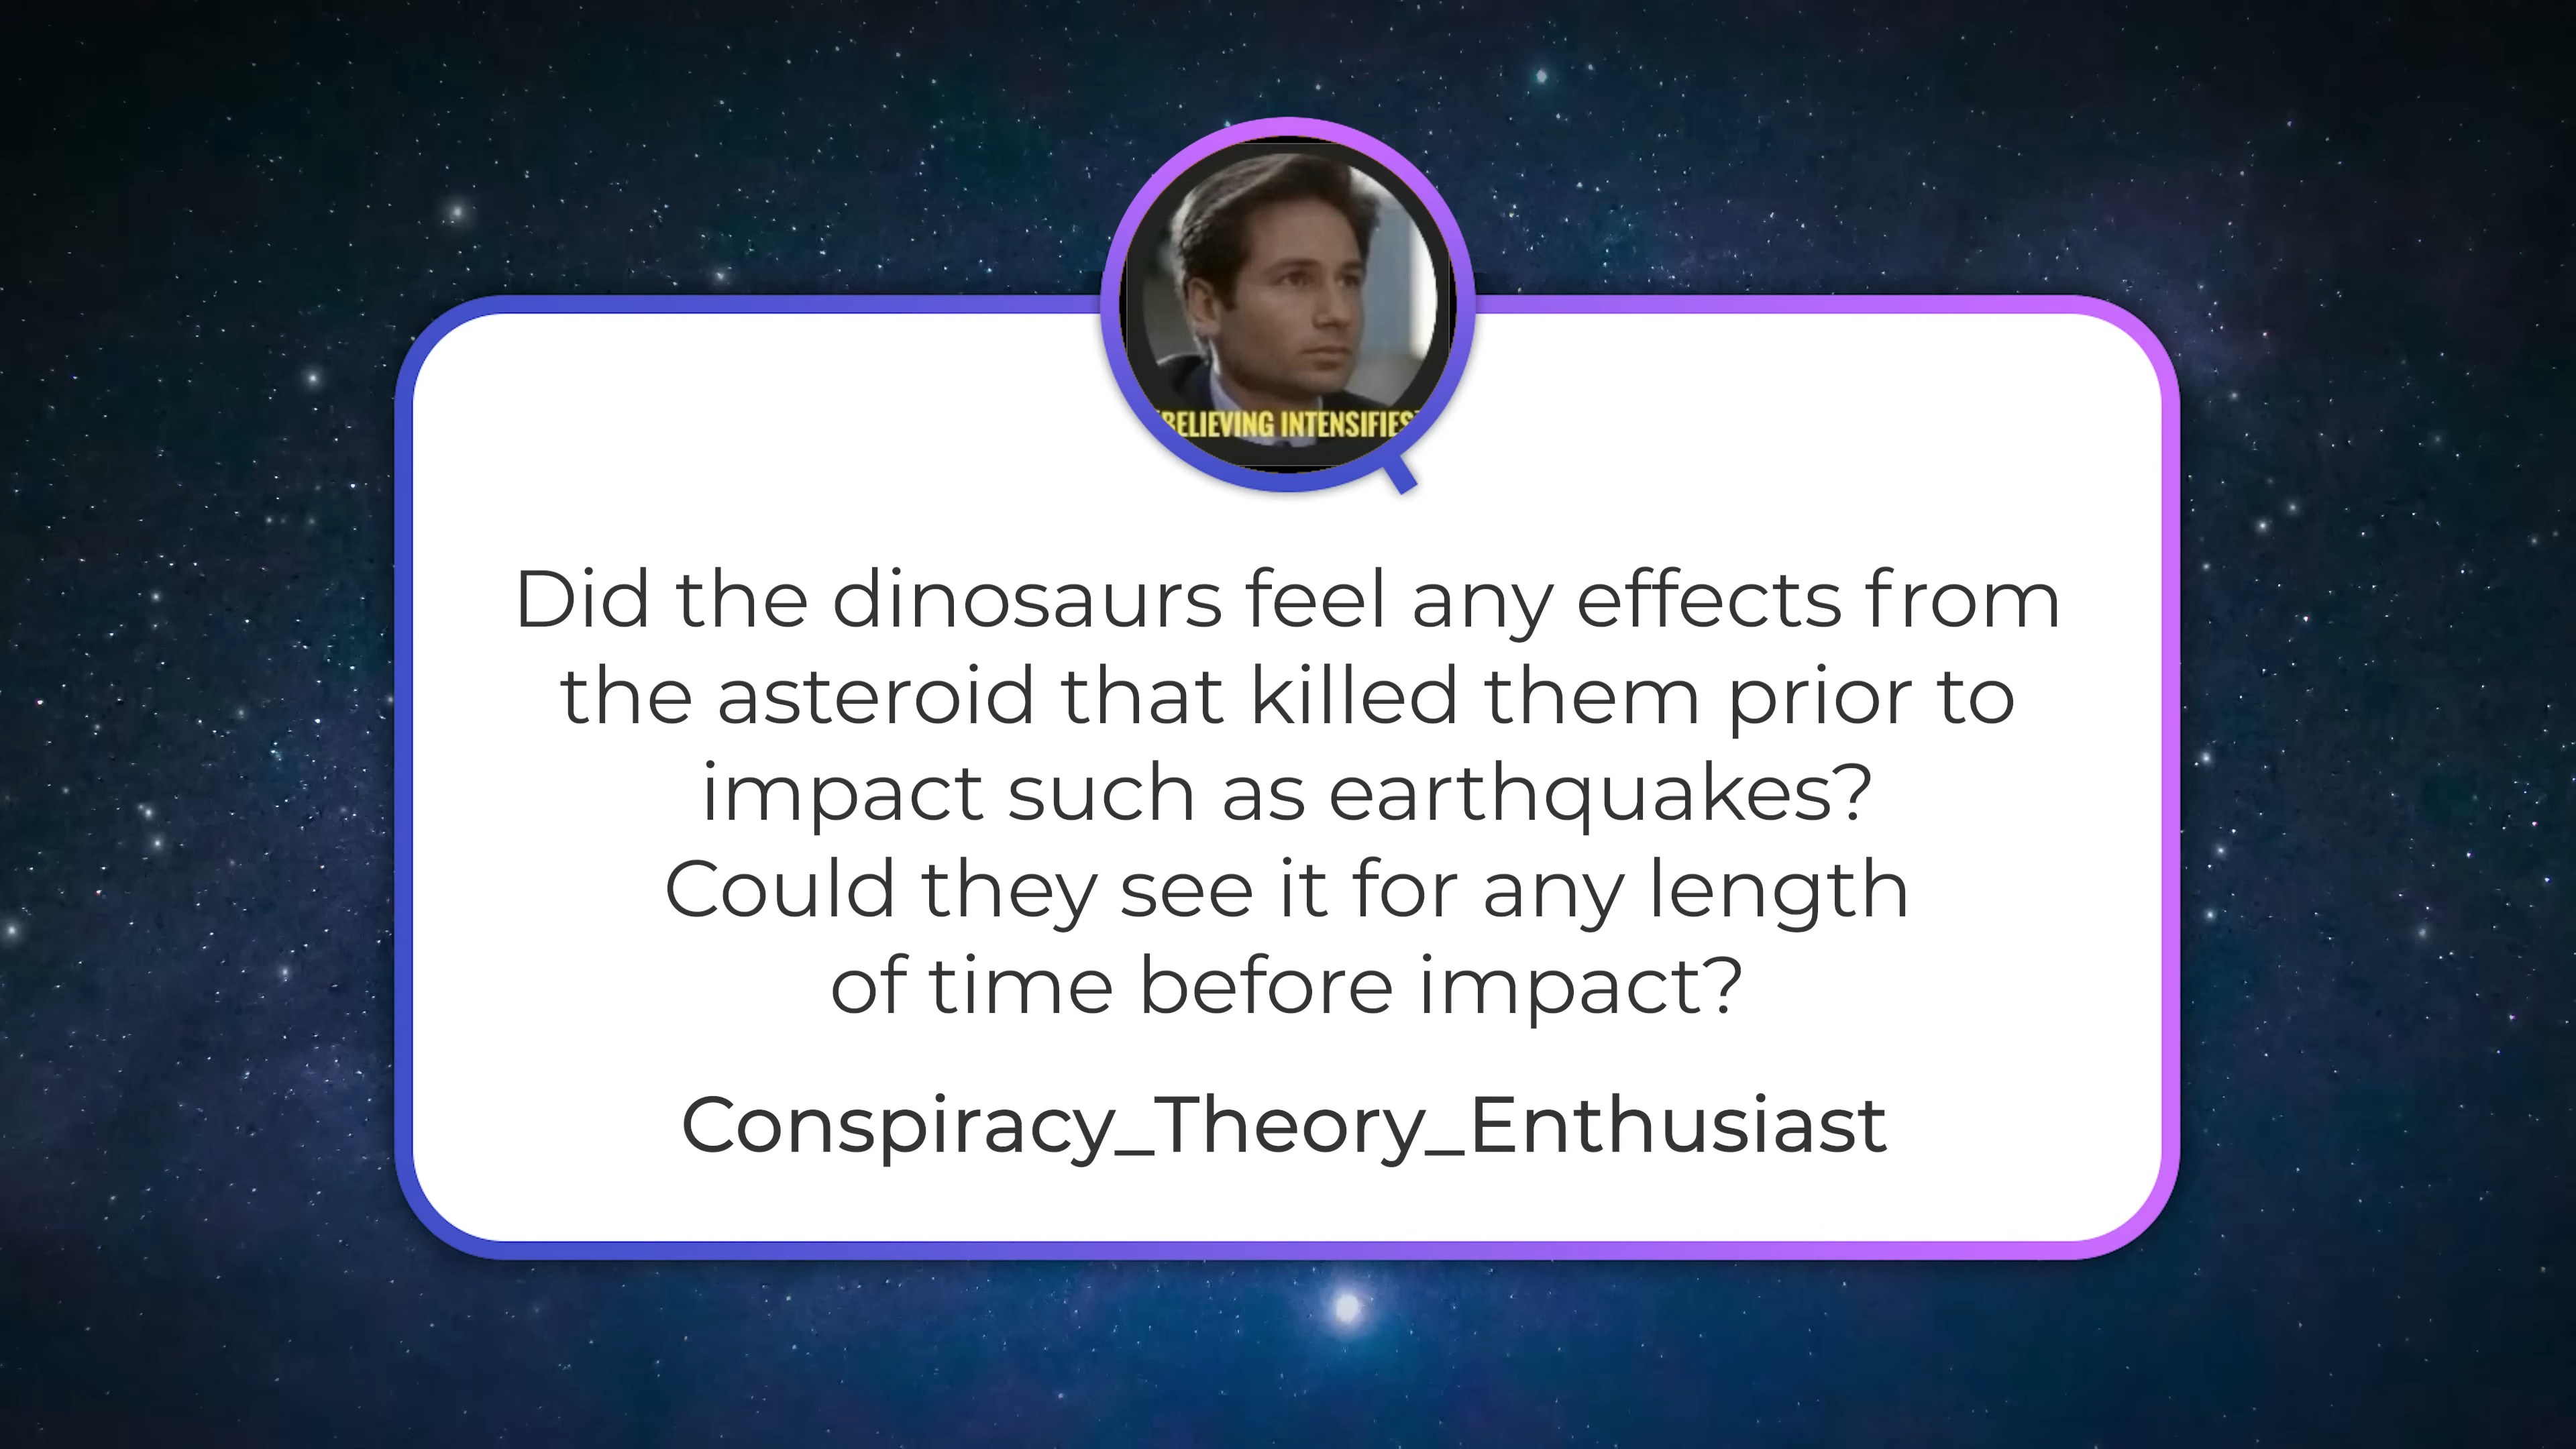 *BELIEVING INTENSIFIES*
Did the dinosaurs feel any effects from
the asteroid that killed them prior to
impact such as earthquakes?
Could they see it for any length
of time before impact?
Conspiracy_Theory_Enthusiast